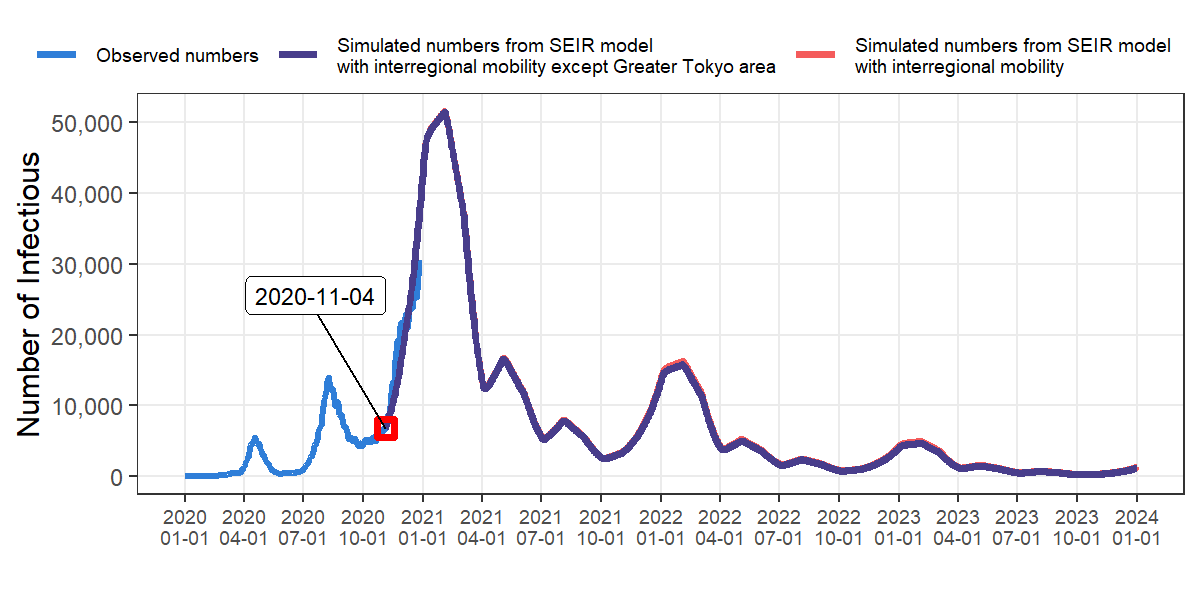 Observed numbers
Simulated numbers from SEIR model
with interregional mobility except Greater Tokyo area
Simulated numbers from SEIR model
with interregional mobility
Number of Infectious
50,000
40,000
30,000
20,000
10,000
0
2020-11-04
2020 2020 2020 2020 2021 2021 2021 2021 2022 2022 2022 2022 2023 2023 2023 2023 2024
01-01 04-01 07-01 10-01 01-01 04-01 07-01 10-01 01-01 04-01 07-01 10-01 01-01 04-01 07-01 10-01 01-01